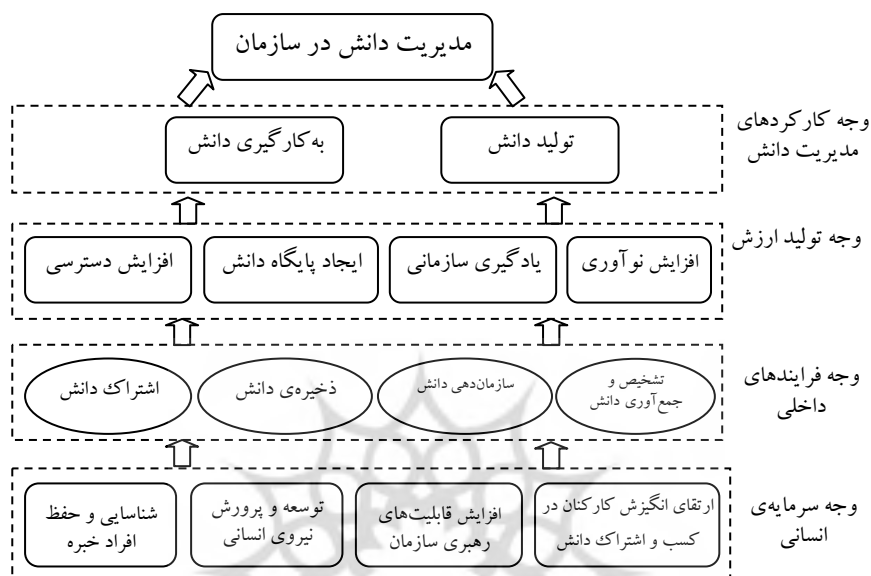 مدیریت دانش در سازمان
وجه کارکردهای
مدیریت دانش
تولید دانش
به‌کارگیری دانش
وجه تولید ارزش
افزایش نوآوری
یادگیری سازمانی
ایجاد پایگاه دانش
افزایش دسترسی
وجه فرایندهای
داخلی
تشخیص و
جمع‌آوری دانش
سازمان‌دهی دانش
ذخیره‌ی دانش
اشتراک دانش
وجه سرمایه‌ی
انسانی
ارتقای انگیزش کارکنان در
کسب و اشتراک دانش
افزایش قابلیت‌های
رهبری سازمان
توسعه و پرورش
نیروی انسانی
شناسایی و حفظ
افراد خبره